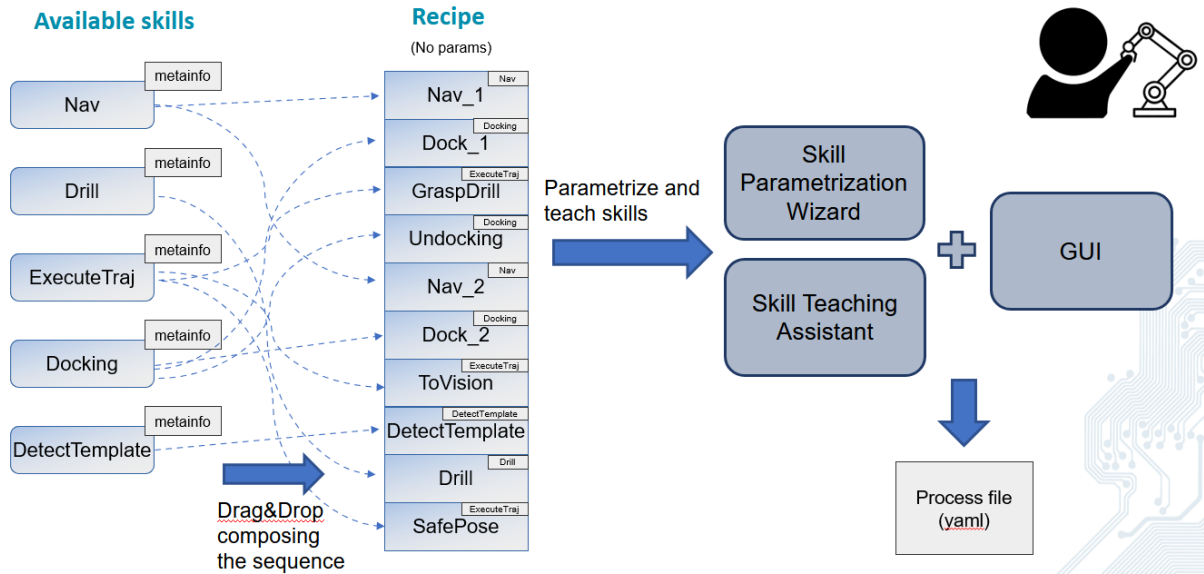 Available skills
metainfo
Nav
metainfo
Drill
metainfo
ExecuteTraj
metainfo
Docking
metainfo
DetectTemplate
Drag&Drop
composing
the sequence
Recipe
(No params)
Nav
Nav_1
Docking
Dock_1
ExecuteTraj
GraspDrill
Docking
Undocking
Nav
Nav_2
Docking
Dock_2
ExecuteTraj
ToVision
DetectTemplate
DetectTemplate
Drill
Drill
ExecuteTraj
SafePose
Parametrize and
teach skills
Skill
Parametrization
Wizard
Skill Teaching
Assistant
GUI
Process file
(yaml)